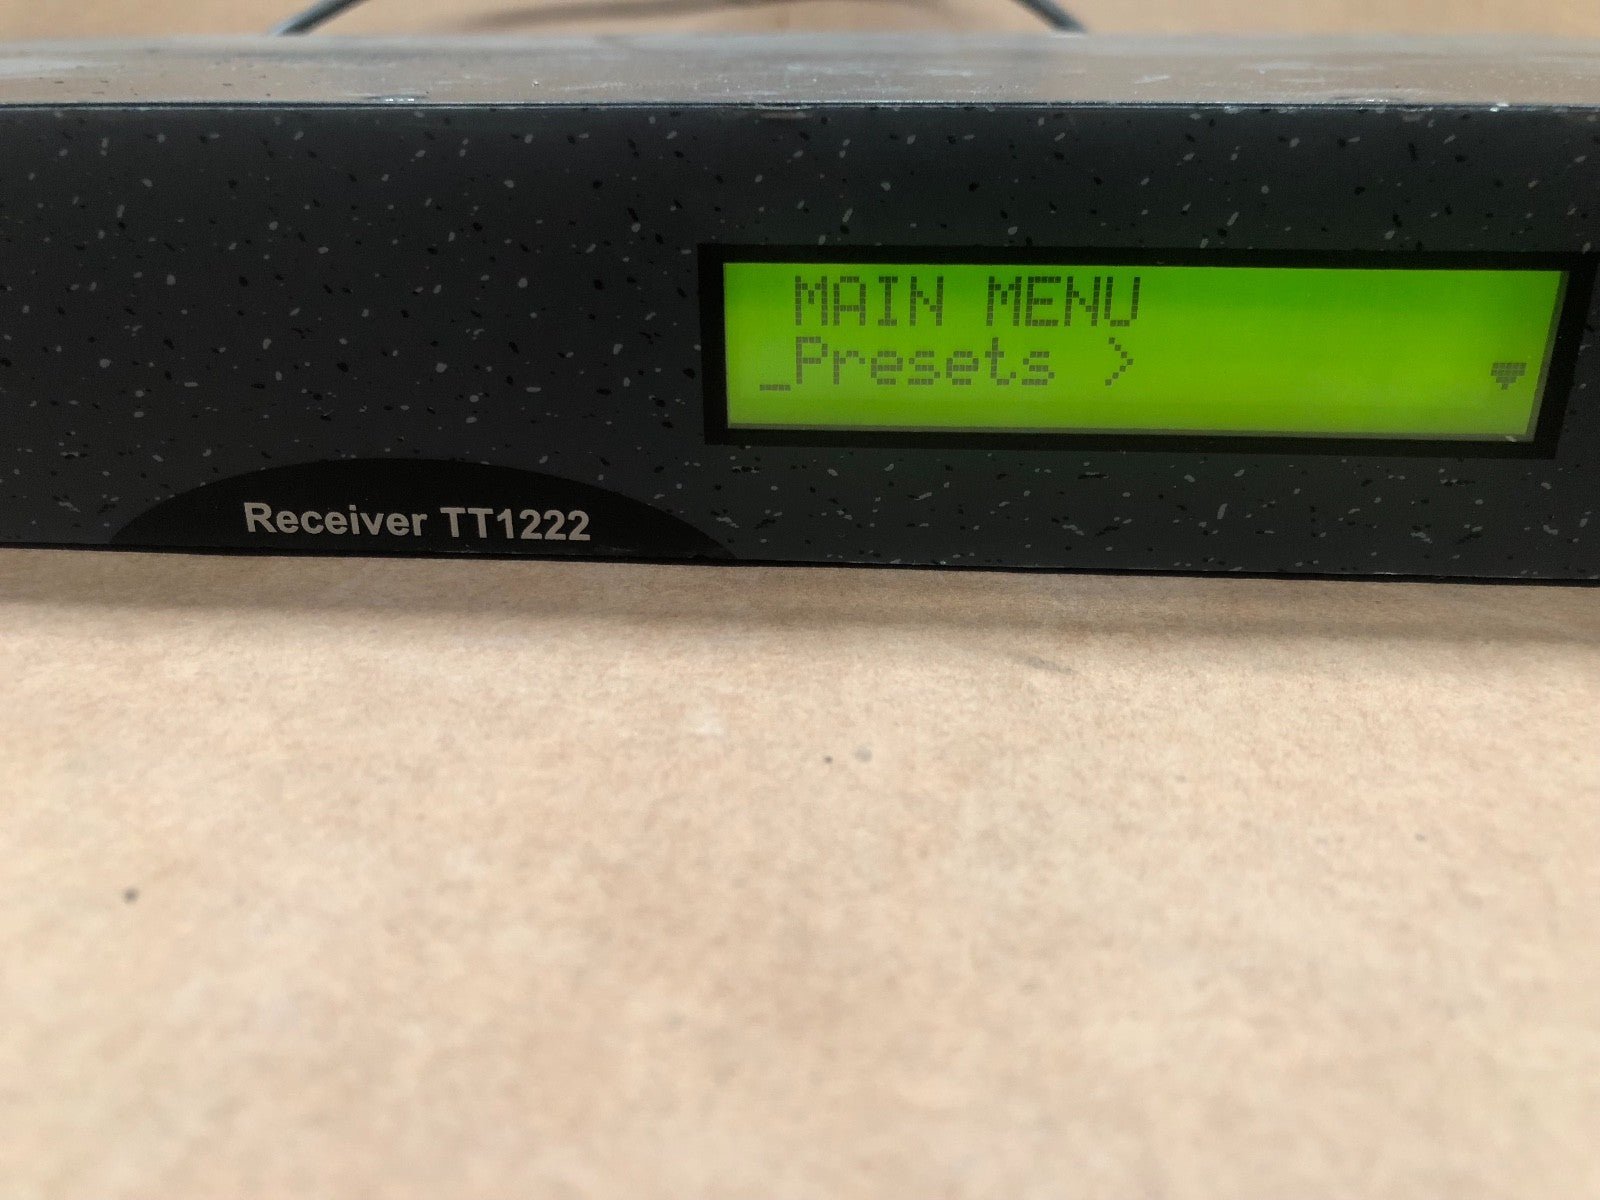 MAIN MENU
_Presets >
Receiver TT1222